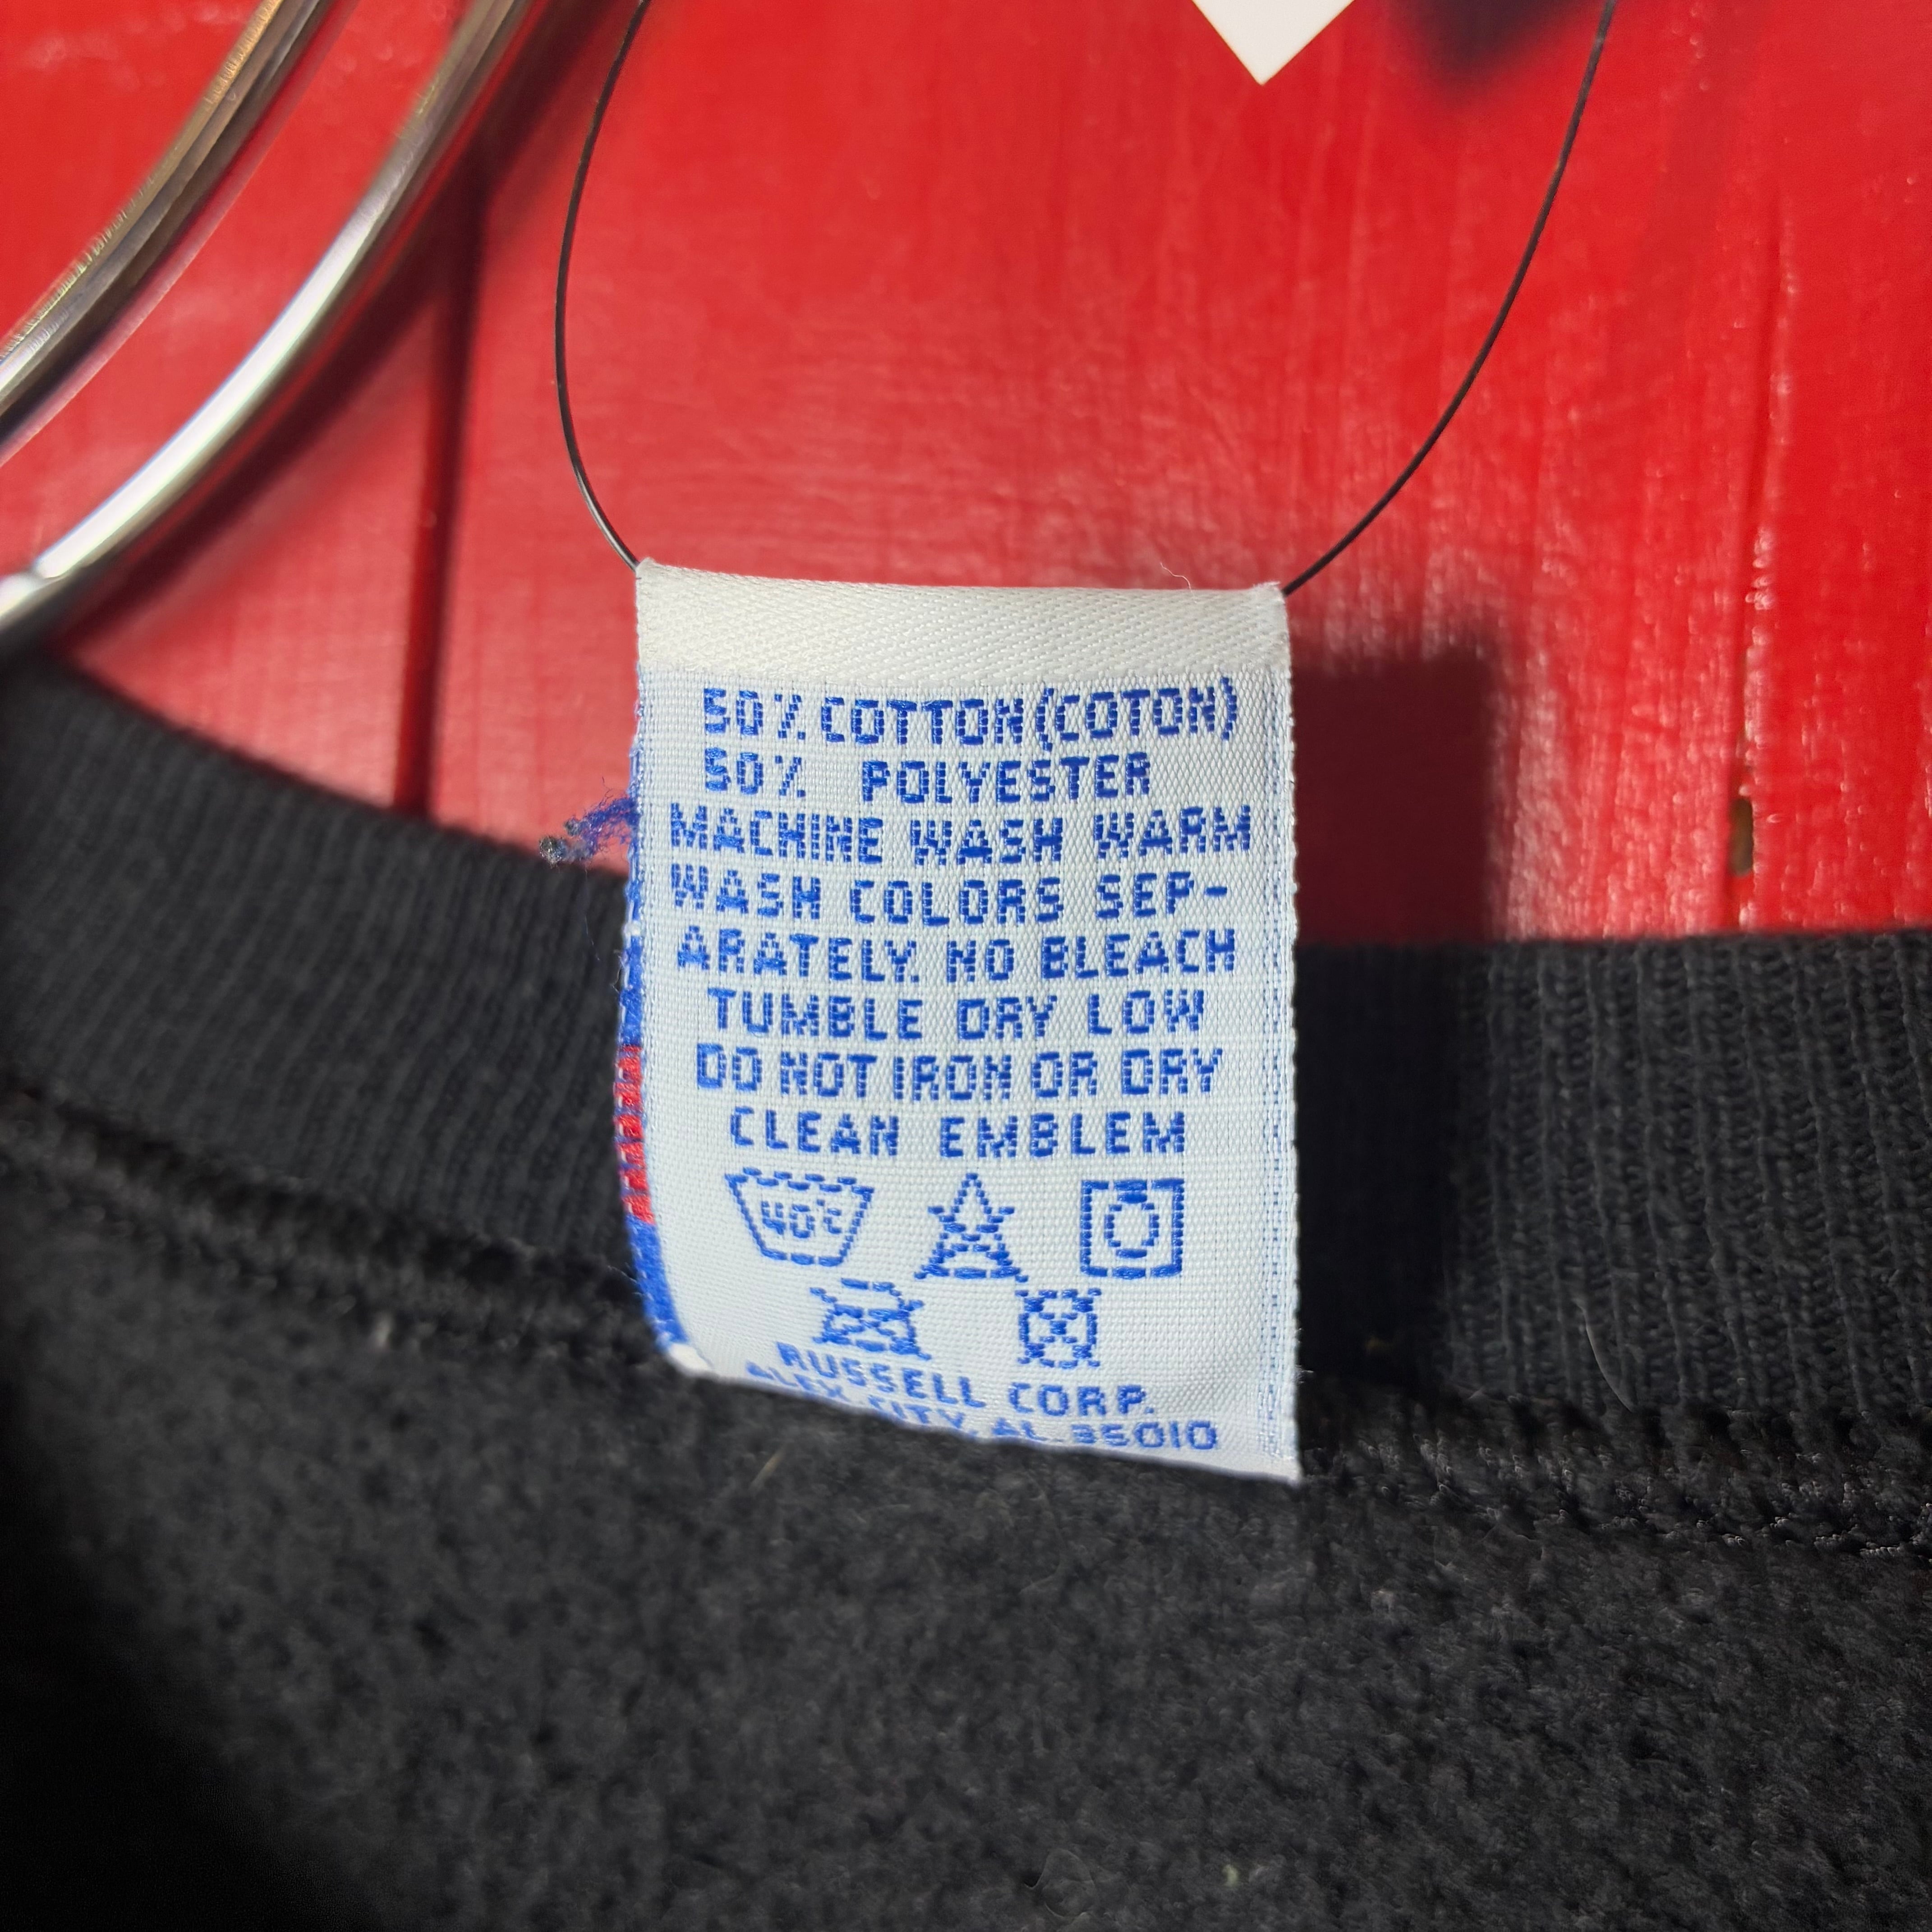 50% COTTON (COTON)
50% POLYESTER
MACHINE WASH WARM
WASH COLORS SEP-
ARATELY. NO BLEACH
TUMBLE DRY LOW
DO NOT IRON OR DRY
CLEAN EMBLEM
40°C
RUSSELL CORP.
ALEX CITY, AL 35010